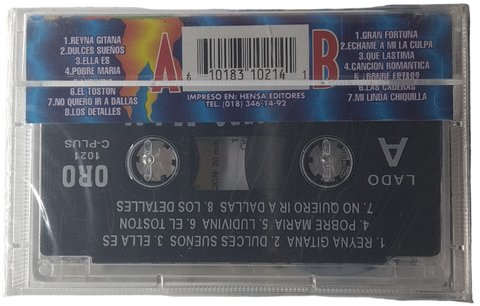 1.REYNA GITANA
2.DULCES SUEÑOS
3.ELLA ES
4.POBRE MARIA
6.EL TOSTON
7.NO QUIERO IR A DALLAS
8.LOS DETALLES
A
6 10183 10214 1
IMPRESO EN: HENSA EDITORES
TEL. (018) 346-14-92
B
1.GRAN FORTUNA
2.ECHAME A MI LA CULPA
3.QUE LASTIMA
4.CANCION ROMANTICA
6.LAS CADERAS
7.MI LINDA CHIQUILLA
LADO
A
ORO
1021
C-PLUS
1. REYNA GITANA 2. DULCES SUEÑOS 3. ELLA ES
4. POBRE MARIA 5. LUDIVINA 6. EL TOSTON
7. NO QUIERO IR A DALLAS 8. LOS DETALLES